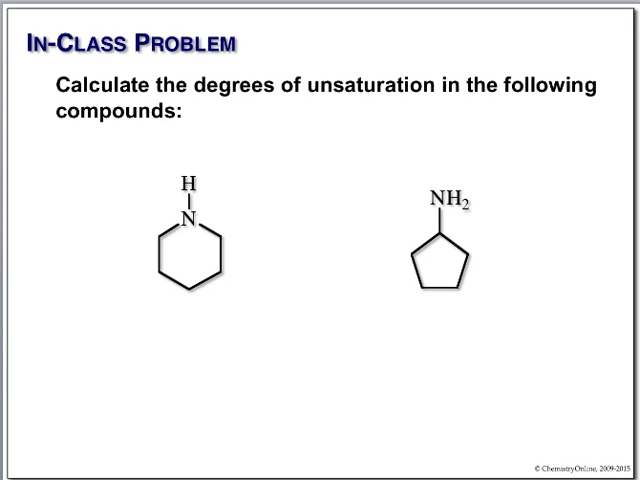 In-Class Problem
Calculate the degrees of unsaturation in the following
compounds:
H
N
NH₂
© ChemistryOnline, 2009-2015